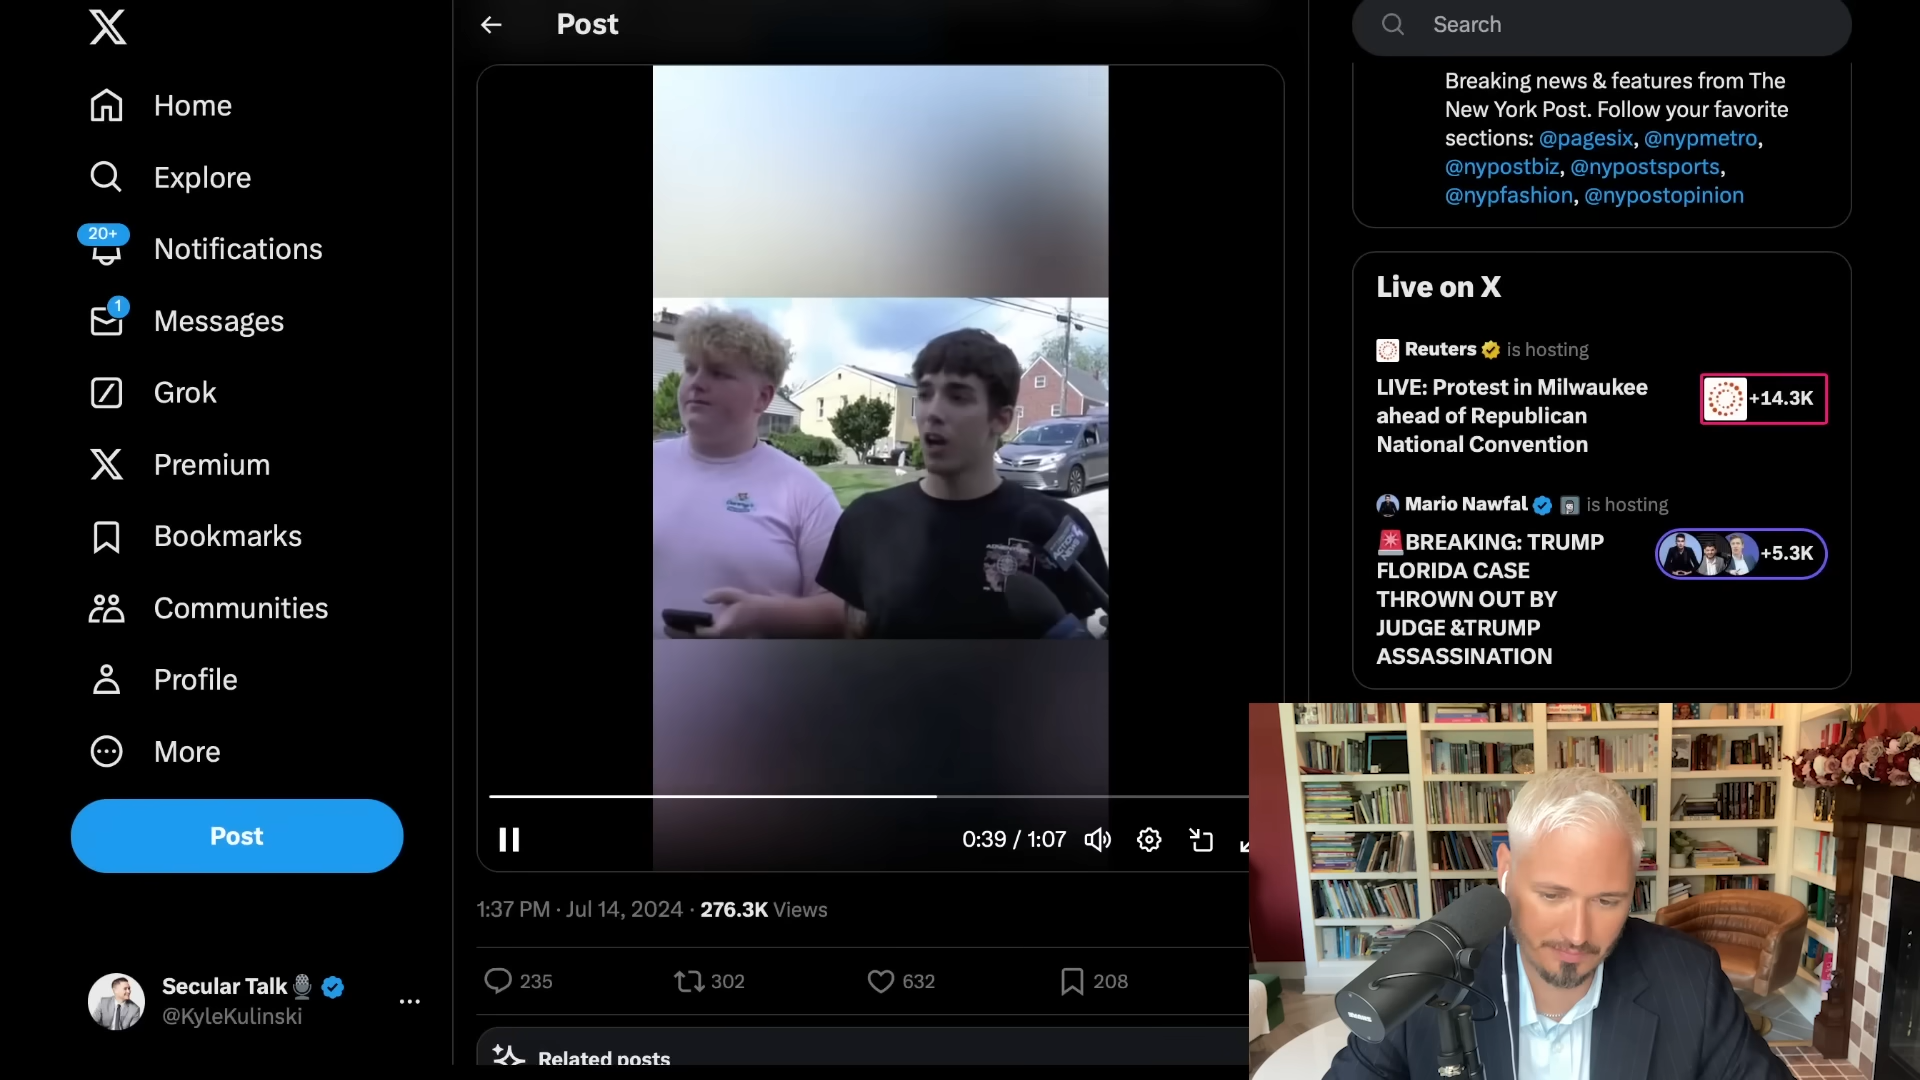 Home
Explore
20+
Notifications
1
Messages
Grok
Premium
Bookmarks
Communities
Profile
More
Post
Secular Talk
@KyleKulinski
Post
0:39 / 1:07
1:37 PM · Jul 14, 2024 · 276.3K Views
235
302
632
208
Related posts
Search
Breaking news & features from The
New York Post. Follow your favorite
sections: @pagesix, @nypmetro,
@nypostbiz, @nypostsports,
@nypfashion, @nypostopinion
Live on X
Reuters is hosting
LIVE: Protest in Milwaukee
ahead of Republican
National Convention
+14.3K
Mario Nawfal is hosting
🚨BREAKING: TRUMP
FLORIDA CASE
THROWN OUT BY
JUDGE &TRUMP
ASSASSINATION
+5.3K